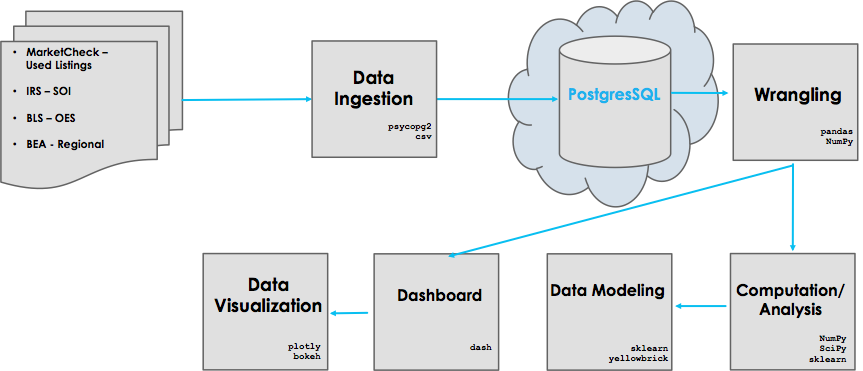 • MarketCheck –
Used Listings
• IRS – SOI
• BLS – OES
• BEA - Regional
Data
Ingestion
psycopg2
csv
PostgresSQL
Wrangling
pandas
NumPy
Data
Visualization
plotly
bokeh
Dashboard
dash
Data Modeling
sklearn
yellowbrick
Computation/
Analysis
NumPy
SciPy
sklearn